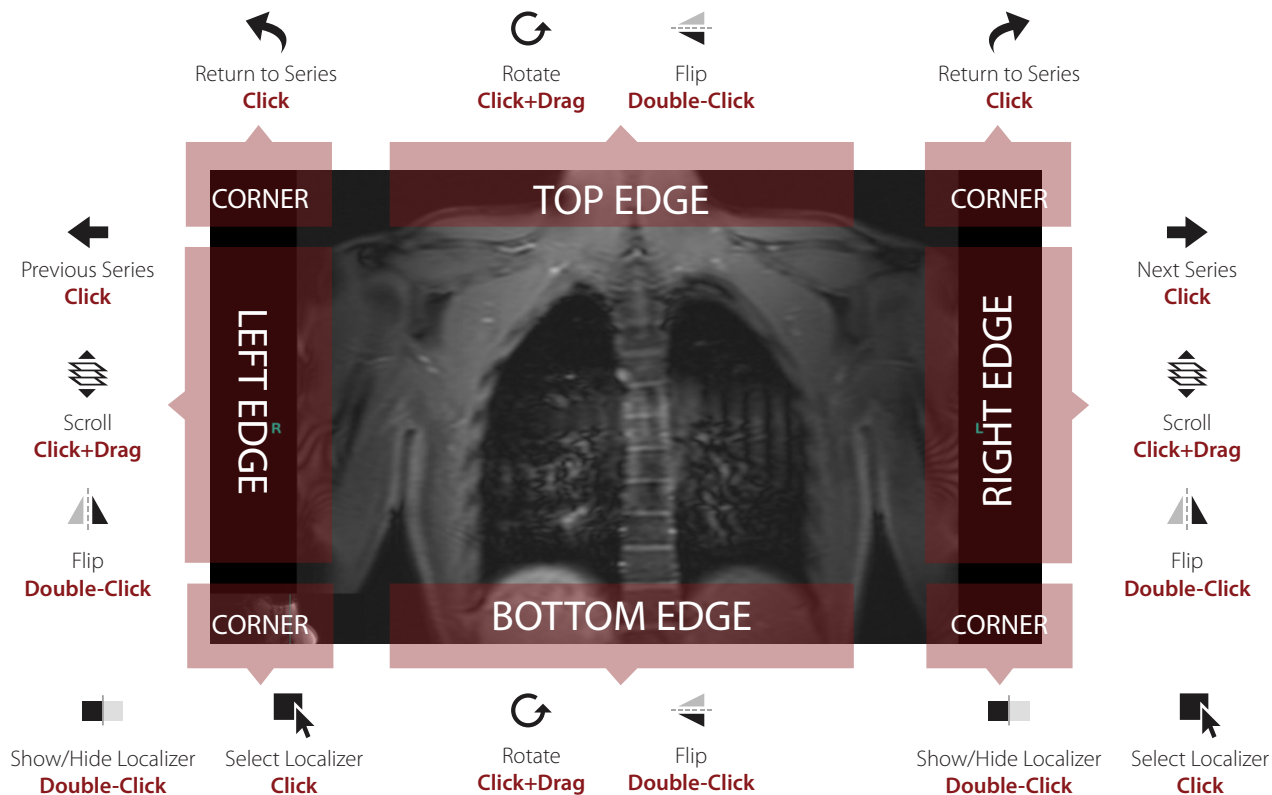 Return to Series
Click
Rotate
Click+Drag
Flip
Double-Click
Return to Series
Click
CORNER
TOP EDGE
CORNER
Previous Series
Click
Scroll
Click+Drag
Flip
Double-Click
LEFT EDGE
R
L
RIGHT EDGE
Next Series
Click
Scroll
Click+Drag
Flip
Double-Click
CORNER
BOTTOM EDGE
CORNER
Show/Hide Localizer
Double-Click
Select Localizer
Click
Rotate
Click+Drag
Flip
Double-Click
Show/Hide Localizer
Double-Click
Select Localizer
Click